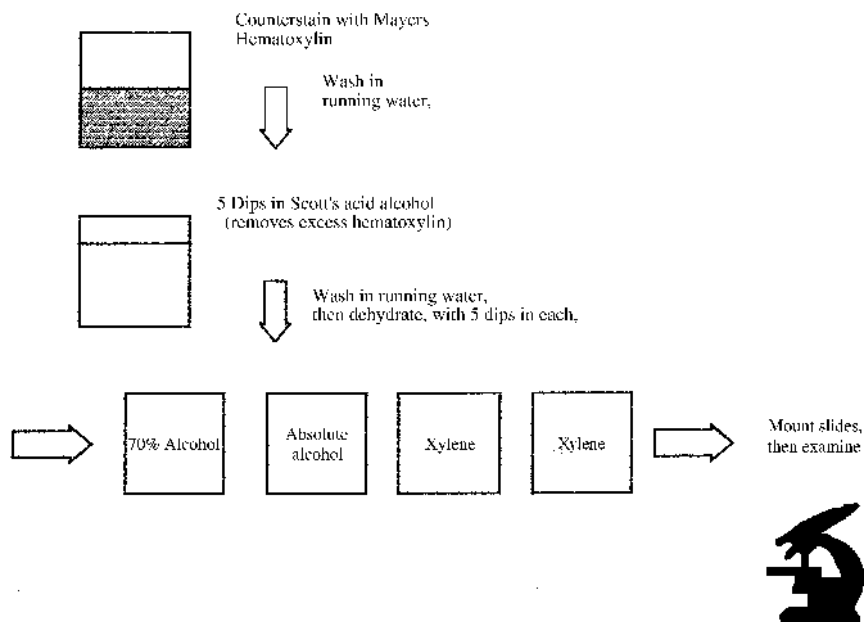 Counterstain with Mayers
Hematoxylin
Wash in
running water,
5 Dips in Scott's acid alcohol
(removes excess hematoxylin)
Wash in running water,
then dehydrate, with 5 dips in each,
70% Alcohol
Absolute
alcohol
Xylene
Xylene
Mount slides,
then examine